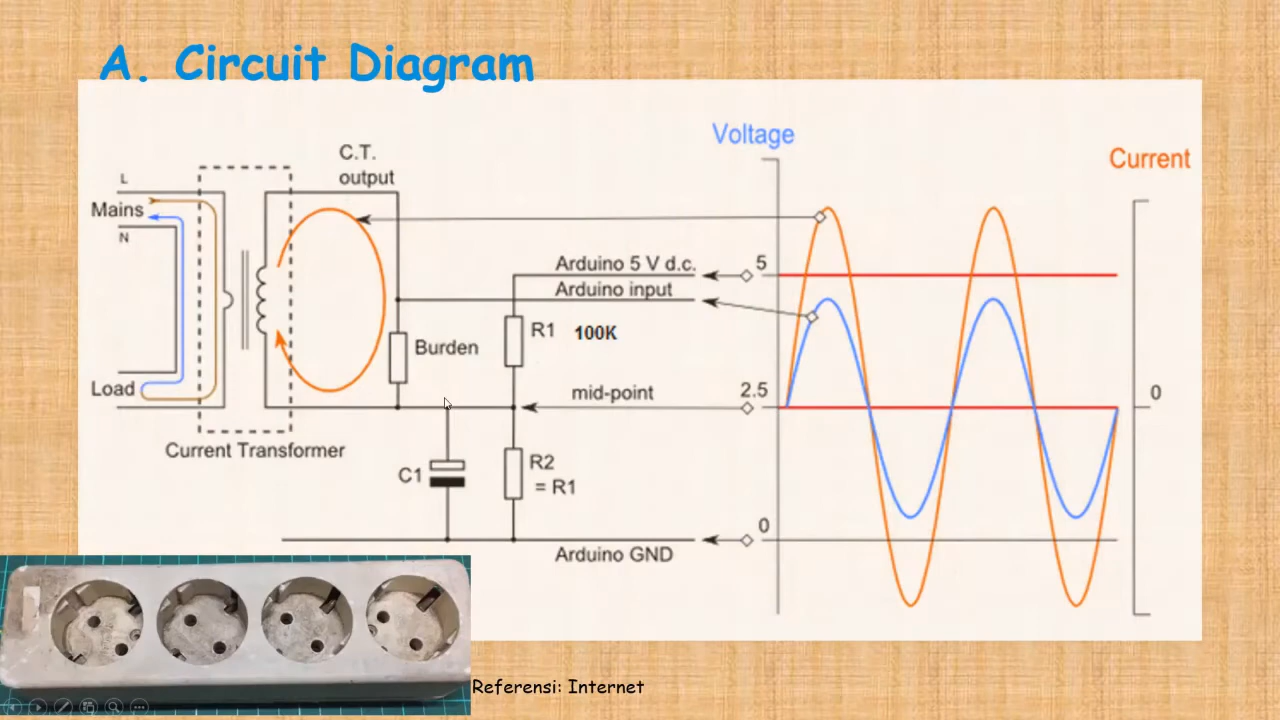 A. Circuit Diagram
Voltage
Current
C.T.
output
L
Mains
N
Load
Current Transformer
Burden
C1
Arduino 5 V d.c.
Arduino input
R1
100K
mid-point
R2
= R1
Arduino GND
5
2.5
0
0
Referensi: Internet